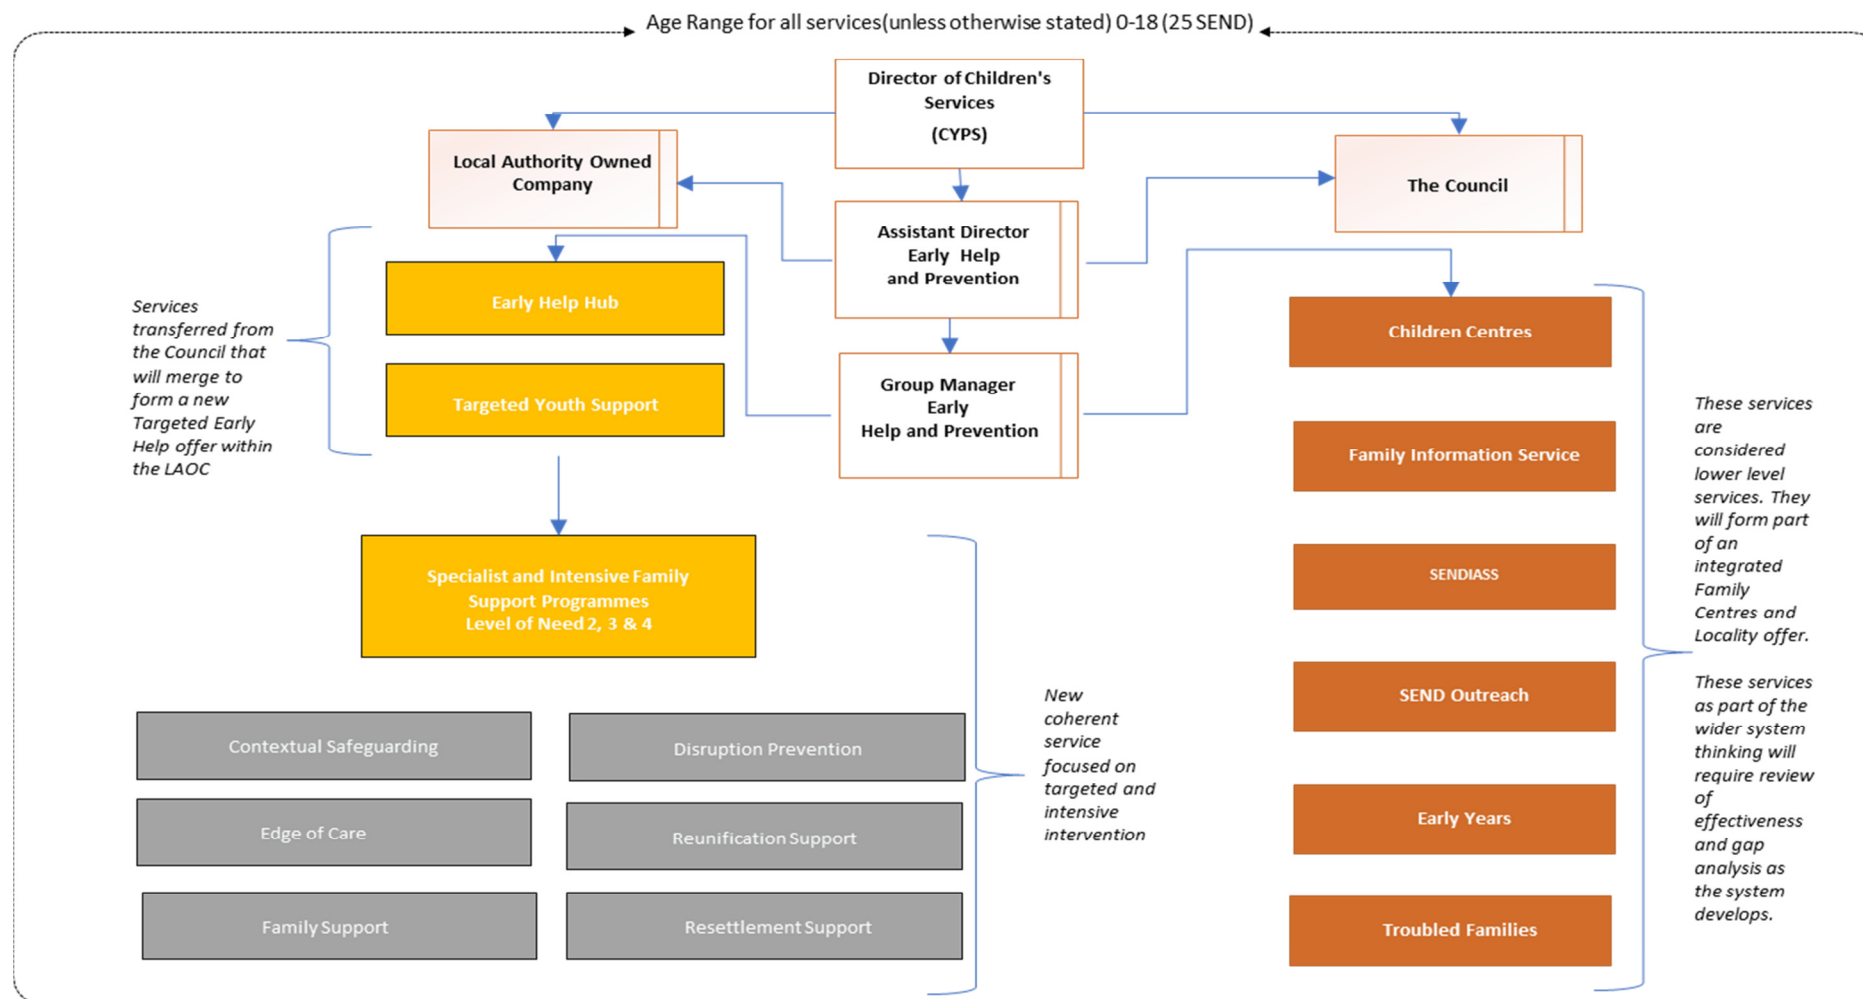 Age Range for all services(unless otherwise stated) 0-18 (25 SEND)
Director of Children's
Services
(CYPS)
Local Authority Owned
Company
The Council
Assistant Director
Early Help
and Prevention
Group Manager
Early
Help and Prevention
Services
transferred from
the Council that
will merge to
form a new
Targeted Early
Help offer within
the LAOC
Early Help Hub
Targeted Youth Support
Specialist and Intensive Family
Support Programmes
Level of Need 2, 3 & 4
Contextual Safeguarding
Disruption Prevention
Edge of Care
Reunification Support
Family Support
Resettlement Support
New
coherent
service
focused on
targeted and
intensive
intervention
Children Centres
Family Information Service
SENDIASS
SEND Outreach
Early Years
Troubled Families
These services
are
considered
lower level
services. They
will form part
of an
integrated
Family
Centres and
Locality offer.
These services
as part of the
wider system
thinking will
require review
of
effectiveness
and gap
analysis as
the system
develops.